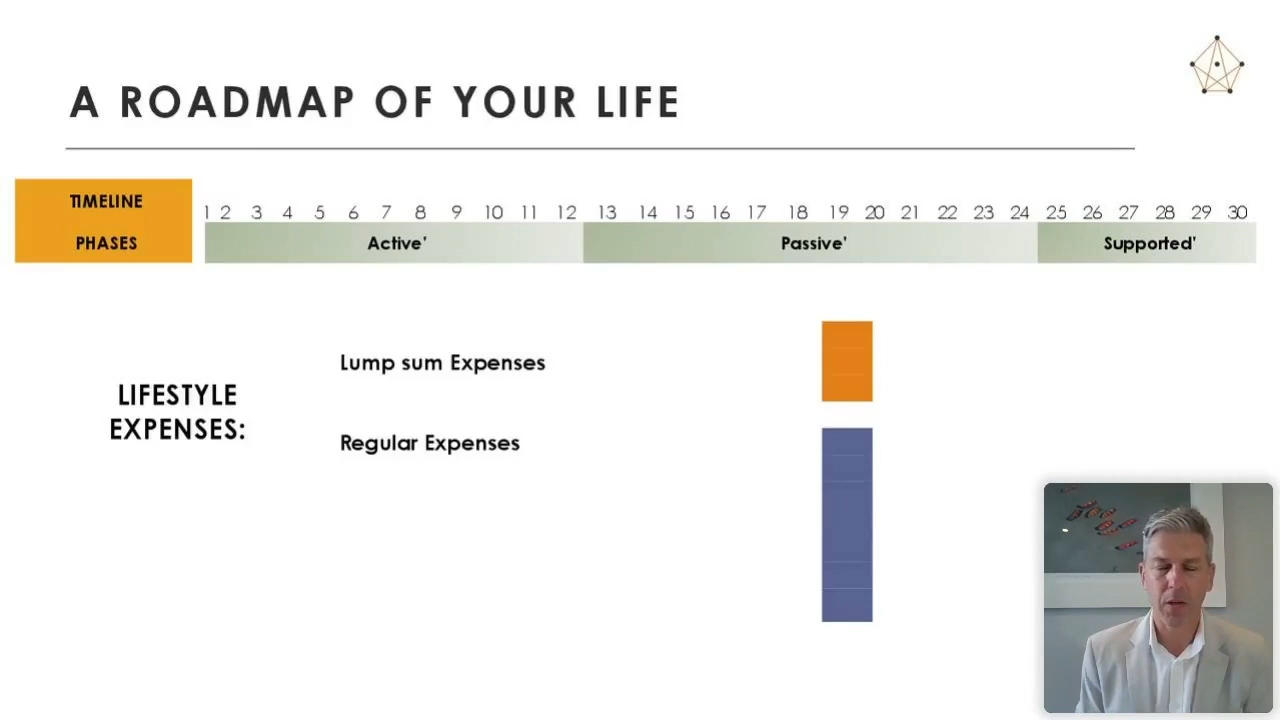 A ROADMAP OF YOUR LIFE
TIMELINE
1 2 3 4 5 6 7 8 9 10 11 12 13 14 15 16 17 18 19 20 21 22 23 24 25 26 27 28 29 30
PHASES
Active' Passive' Supported'
Lump sum Expenses
LIFESTYLE
EXPENSES:
Regular Expenses